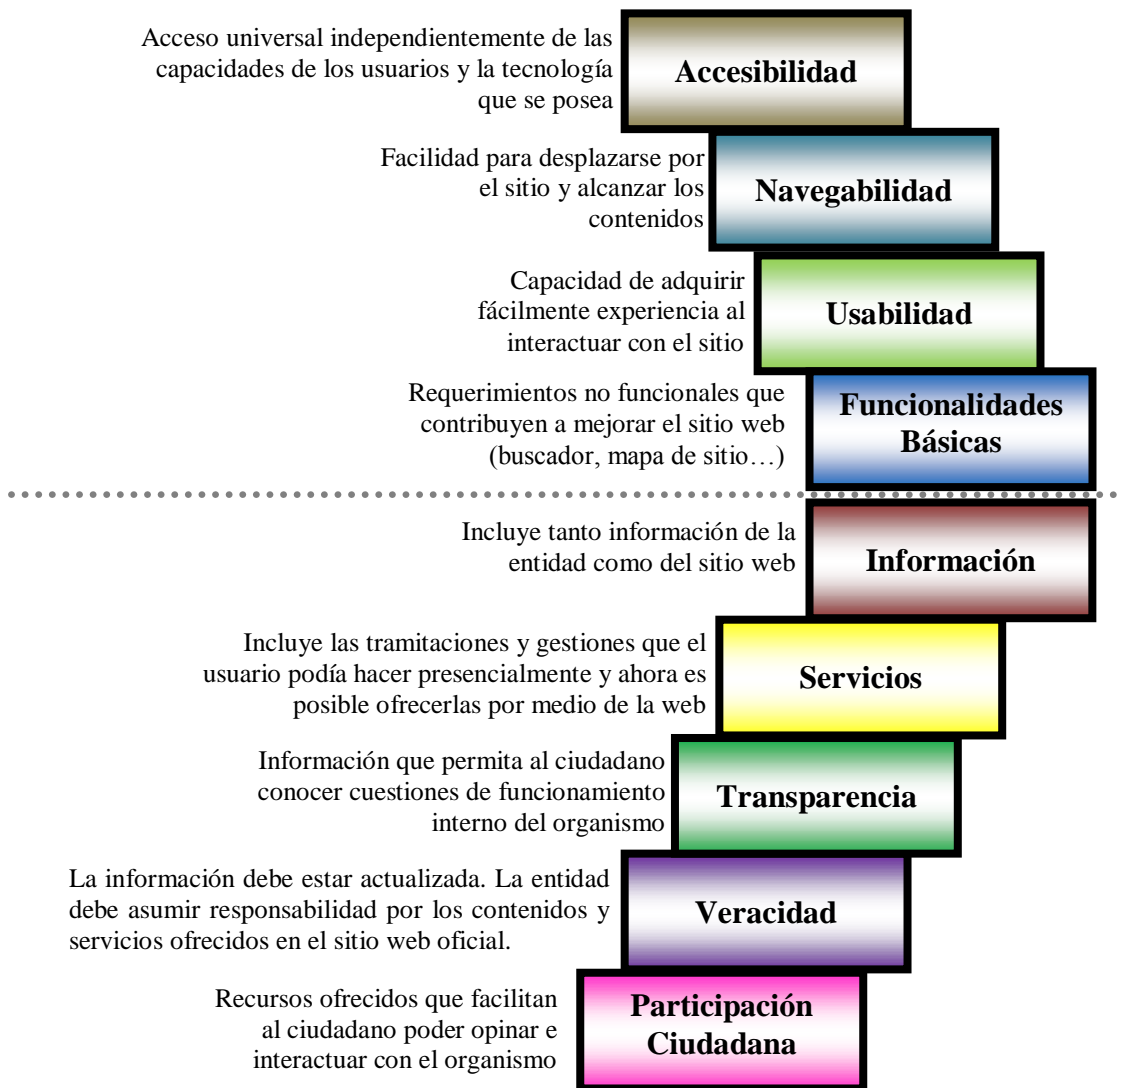 Acceso universal independientemente de las
capacidades de los usuarios y la tecnología
que se posea
Accesibilidad
Facilidad para desplazarse por
el sitio y alcanzar los
contenidos
Navegabilidad
Capacidad de adquirir
fácilmente experiencia al
interactuar con el sitio
Usabilidad
Requerimientos no funcionales que
contribuyen a mejorar el sitio web
(buscador, mapa de sitio…)
Funcionalidades
Básicas
Incluye tanto información de la
entidad como del sitio web
Información
Incluye las tramitaciones y gestiones que el
usuario podía hacer presencialmente y ahora es
posible ofrecerlas por medio de la web
Servicios
Información que permita al ciudadano
conocer cuestiones de funcionamiento
interno del organismo
Transparencia
La información debe estar actualizada. La entidad
debe asumir responsabilidad por los contenidos y
servicios ofrecidos en el sitio web oficial.
Veracidad
Recursos ofrecidos que facilitan
al ciudadano poder opinar e
interactuar con el organismo
Participación
Ciudadana